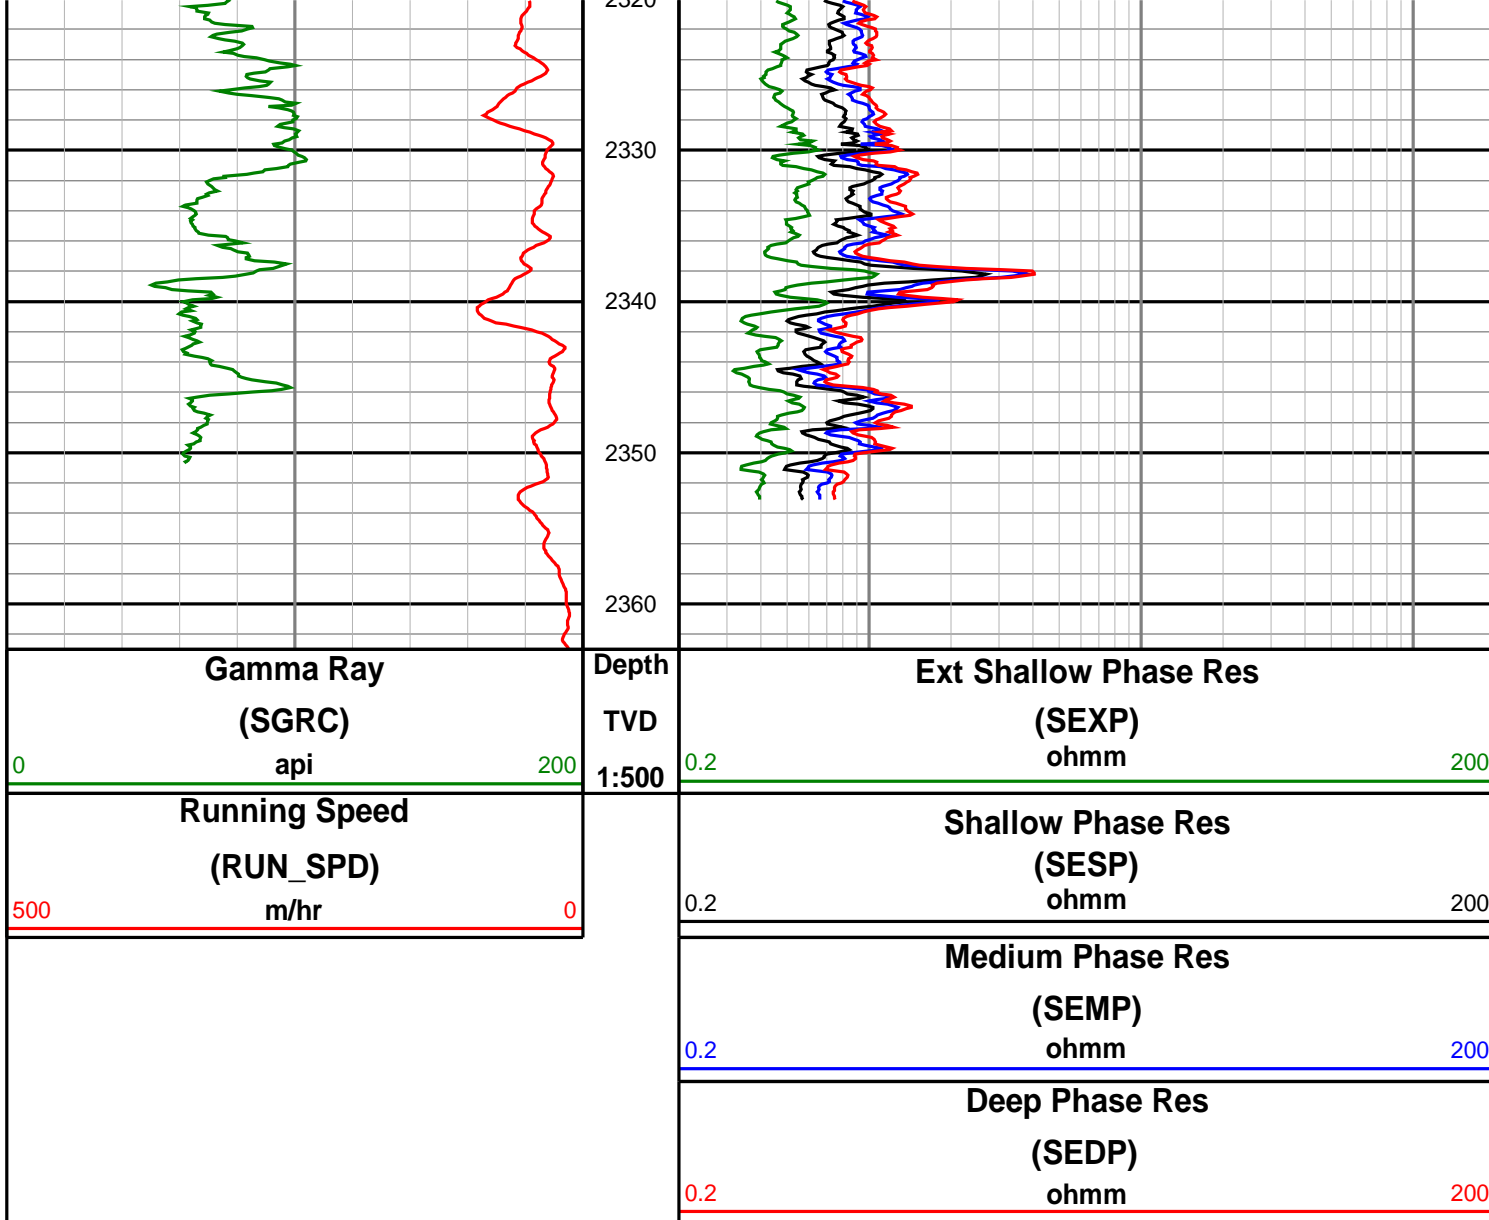 2320
2330
2340
2350
2360
Gamma Ray
(SGRC)
0 api 200
Running Speed
(RUN_SPD)
500 m/hr 0
Depth
TVD
1:500
Ext Shallow Phase Res
(SEXP)
0.2 ohmm 200
Shallow Phase Res
(SESP)
0.2 ohmm 200
Medium Phase Res
(SEMP)
0.2 ohmm 200
Deep Phase Res
(SEDP)
0.2 ohmm 200